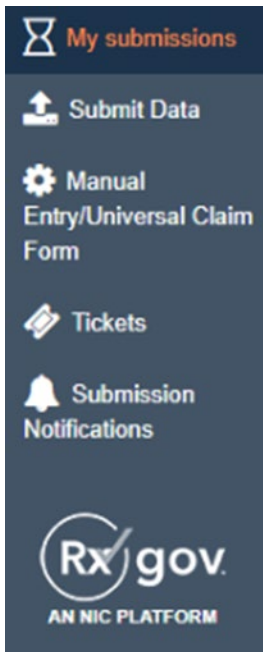 My submissions
Submit Data
Manual
Entry/Universal Claim
Form
Tickets
Submission
Notifications
Rx gov.
AN NIC PLATFORM